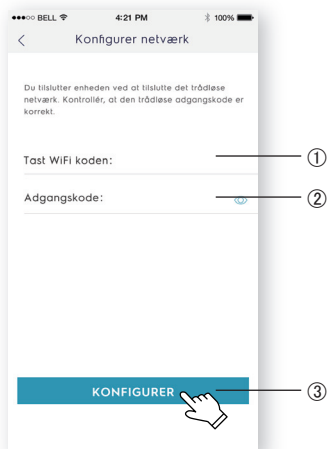 BELL 4:21 PM 100%
Konfigurer netværk
Du tilslutter enheden ved at tilslutte det trådløse
netværk. Kontrollér, at den trådløse adgangskode er
korrekt.
Tast WiFi koden: ①
Adgangskode: ②
KONFIGURER ③